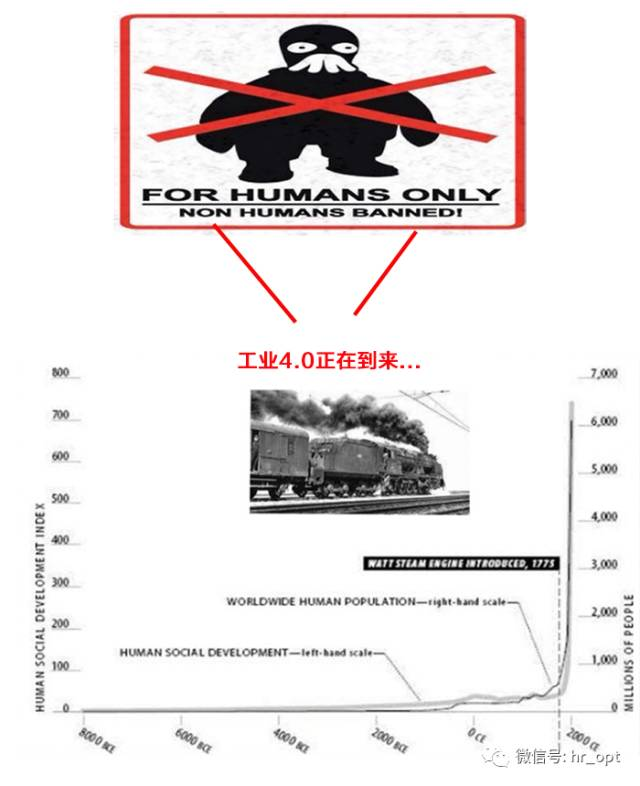 FOR HUMANS ONLY
NON HUMANS BANNED!
工业4.0正在到来...
800
700
600
500
400
300
200
100
0
HUMAN SOCIAL DEVELOPMENT INDEX
7,000
6,000
5,000
4,000
3,000
2,000
1,000
0
MILLIONS OF PEOPLE
WATT STEAM ENGINE INTRODUCED, 1775
WORLDWIDE HUMAN POPULATION—right-hand scale—
HUMAN SOCIAL DEVELOPMENT—left-hand scale—
8000 BCE
6000 BCE
4000 BCE
2000 BCE
0 CE
2000 CE
微信号: hr_opt